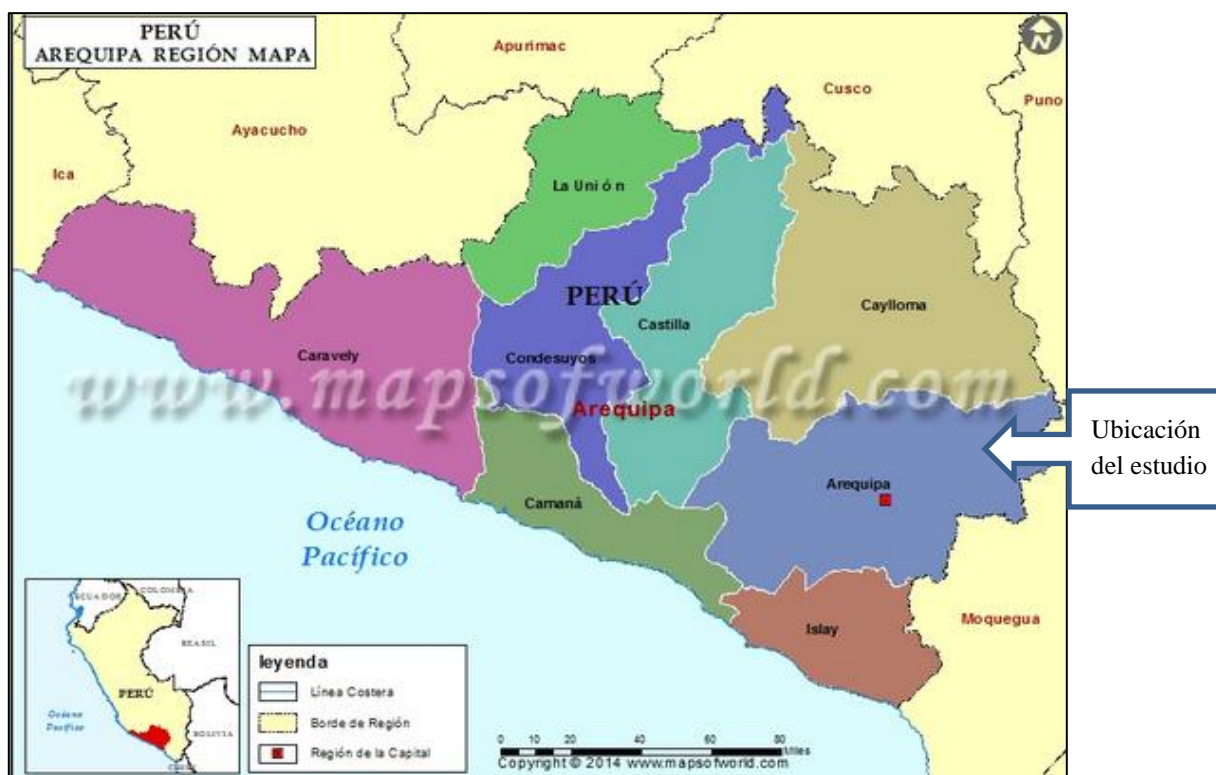 PERÚ
AREQUIPA REGIÓN MAPA
N
Apurimac
Cusco
Puno
Ayacucho
Ica
La Unión
PERÚ
Caylloma
Castilla
Caravely
Condesuyos
www.mapsofworld.com
Arequipa
Ubicación
del estudio
Arequipa
Camaná
Océano
Pacífico
Islay
Moquegua
ECUADOR
COLOMBIA
BRASIL
PERÚ
Océano
Pacífico
BOLIVIA
leyenda
Línea Costera
Borde de Región
Región de la Capital
0 10 20 40 60 80
Miles
Copyright © 2014 www.mapsofworld.com